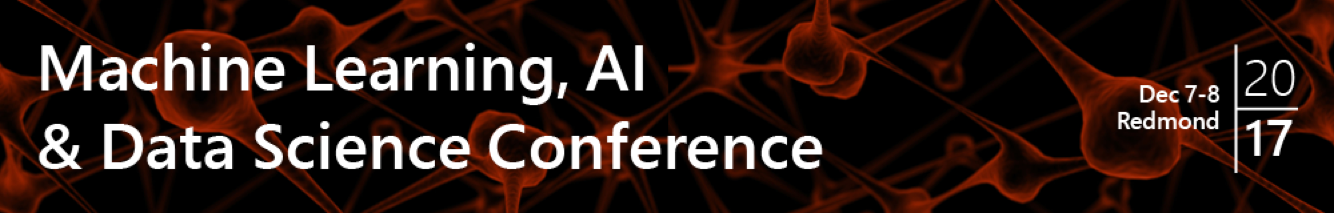 Machine Learning, AI
& Data Science Conference
Dec 7-8
Redmond
20
17